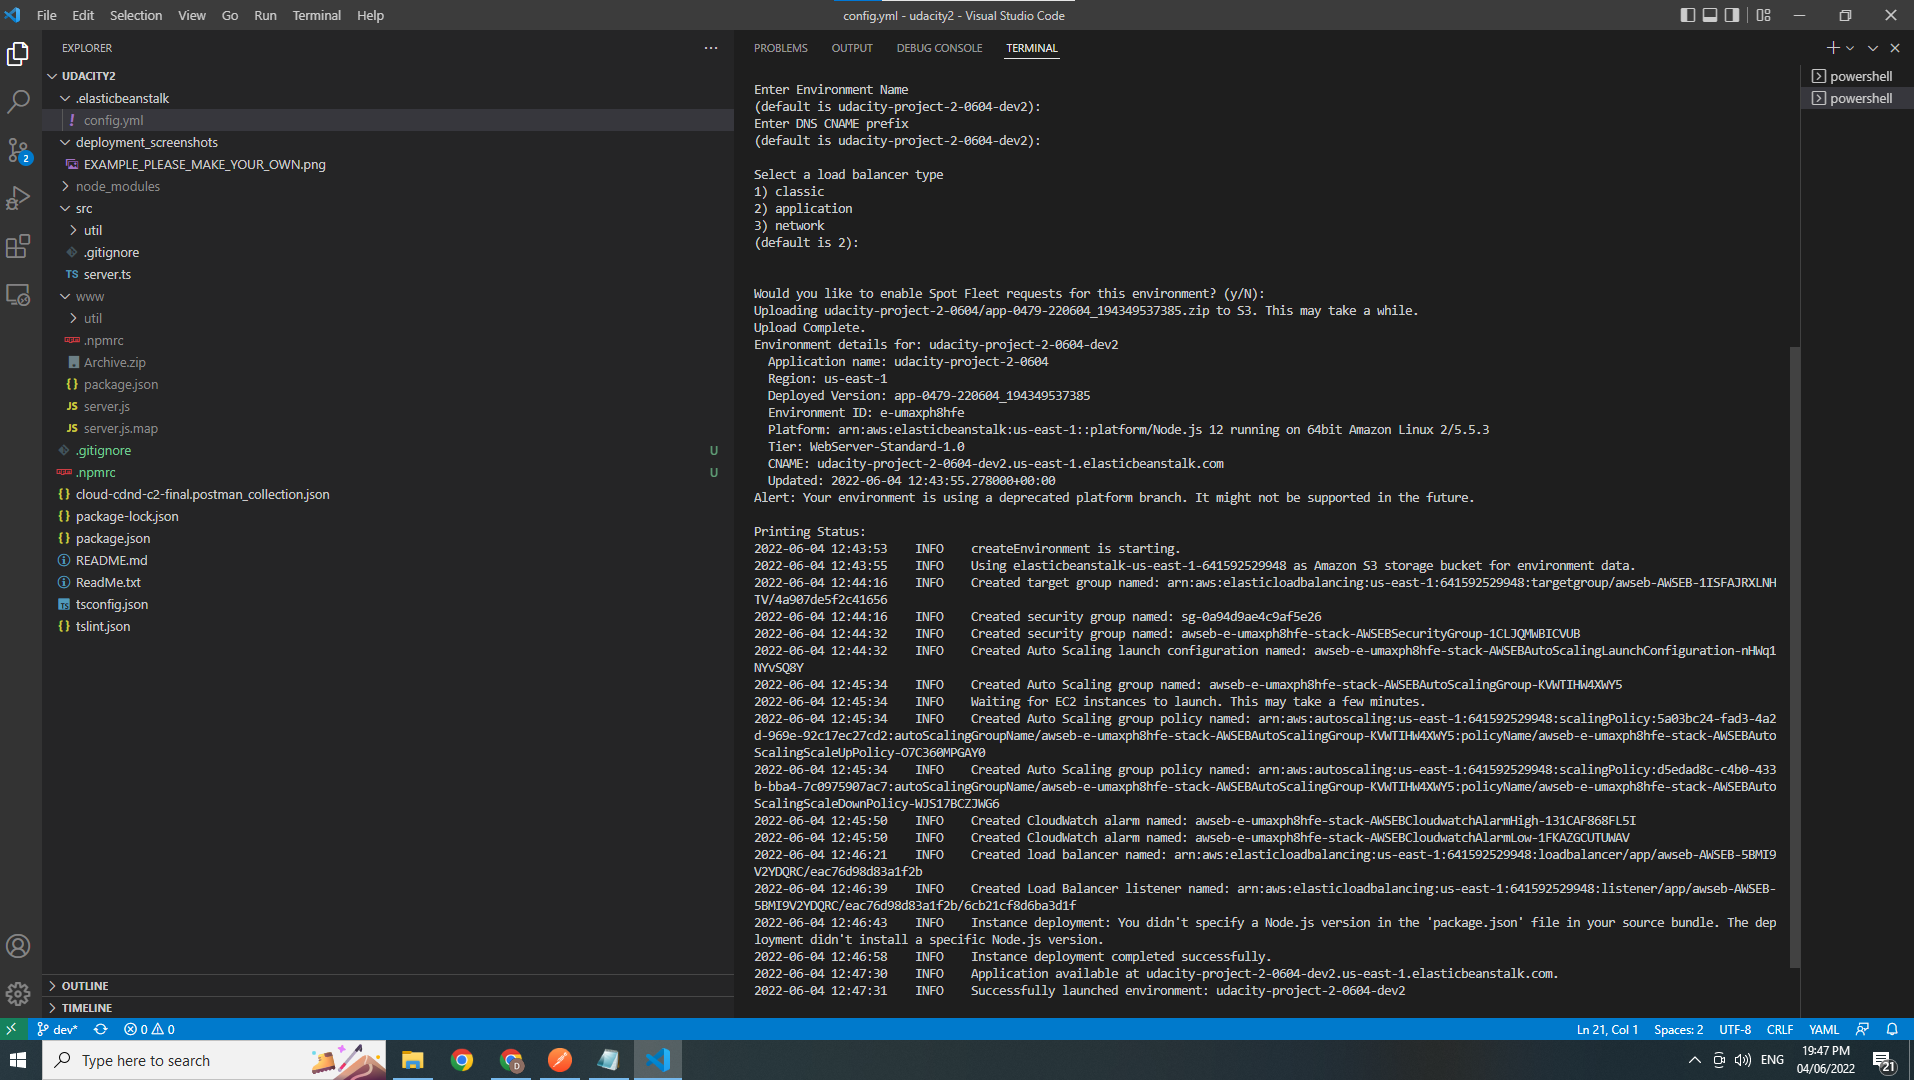 File Edit Selection View Go Run Terminal Help
config.yml - udacity2 - Visual Studio Code
EXPLORER
UDACITY2
.elasticbeanstalk
! config.yml
deployment_screenshots
EXAMPLE_PLEASE_MAKE_YOUR_OWN.png
node_modules
src
util
.gitignore
TS server.ts
www
util
.npmrc
Archive.zip
{} package.json
JS server.js
JS server.js.map
.gitignore U
.npmrc U
{} cloud-cdnd-c2-final.postman_collection.json
{} package-lock.json
{} package.json
README.md
ReadMe.txt
tsconfig.json
{} tslint.json
OUTLINE
TIMELINE
PROBLEMS OUTPUT DEBUG CONSOLE TERMINAL
powershell
powershell
Enter Environment Name
(default is udacity-project-2-0604-dev2):
Enter DNS CNAME prefix
(default is udacity-project-2-0604-dev2):
Select a load balancer type
1) classic
2) application
3) network
(default is 2):
Would you like to enable Spot Fleet requests for this environment? (y/N):
Uploading udacity-project-2-0604/app-0479-220604_194349537385.zip to S3. This may take a while.
Upload Complete.
Environment details for: udacity-project-2-0604-dev2
Application name: udacity-project-2-0604
Region: us-east-1
Deployed Version: app-0479-220604_194349537385
Environment ID: e-umaxph8hfe
Platform: arn:aws:elasticbeanstalk:us-east-1::platform/Node.js 12 running on 64bit Amazon Linux 2/5.5.3
Tier: WebServer-Standard-1.0
CNAME: udacity-project-2-0604-dev2.us-east-1.elasticbeanstalk.com
Updated: 2022-06-04 12:43:55.278000+00:00
Alert: Your environment is using a deprecated platform branch. It might not be supported in the future.
Printing Status:
2022-06-04 12:43:53 INFO createEnvironment is starting.
2022-06-04 12:43:55 INFO Using elasticbeanstalk-us-east-1-641592529948 as Amazon S3 storage bucket for environment data.
2022-06-04 12:44:16 INFO Created target group named: arn:aws:elasticloadbalancing:us-east-1:641592529948:targetgroup/awseb-AWSEB-1ISFAJRXLNH
TV/4a907de5f2c41656
2022-06-04 12:44:16 INFO Created security group named: sg-0a94d9ae4c9af5e26
2022-06-04 12:44:32 INFO Created security group named: awseb-e-umaxph8hfe-stack-AWSEBSecurityGroup-1CLJQMWBICVUB
2022-06-04 12:44:32 INFO Created Auto Scaling launch configuration named: awseb-e-umaxph8hfe-stack-AWSEBAutoScalingLaunchConfiguration-nHWq1
NYvSQ8Y
2022-06-04 12:45:34 INFO Created Auto Scaling group named: awseb-e-umaxph8hfe-stack-AWSEBAutoScalingGroup-KVWTIHW4XWY5
2022-06-04 12:45:34 INFO Waiting for EC2 instances to launch. This may take a few minutes.
2022-06-04 12:45:34 INFO Created Auto Scaling group policy named: arn:aws:autoscaling:us-east-1:641592529948:scalingPolicy:5a03bc24-fad3-4a2
d-969e-92c17ec27cd2:autoScalingGroupName/awseb-e-umaxph8hfe-stack-AWSEBAutoScalingGroup-KVWTIHW4XWY5:policyName/awseb-e-umaxph8hfe-stack-AWSEBAuto
ScalingScaleUpPolicy-O7C360MPGAY0
2022-06-04 12:45:34 INFO Created Auto Scaling group policy named: arn:aws:autoscaling:us-east-1:641592529948:scalingPolicy:d5edad8c-c4b0-433
b-bba4-7c0975907ac7:autoScalingGroupName/awseb-e-umaxph8hfe-stack-AWSEBAutoScalingGroup-KVWTIHW4XWY5:policyName/awseb-e-umaxph8hfe-stack-AWSEBAuto
ScalingScaleDownPolicy-WJS17BCZJWG6
2022-06-04 12:45:50 INFO Created CloudWatch alarm named: awseb-e-umaxph8hfe-stack-AWSEBCloudwatchAlarmHigh-131CAF868FL5I
2022-06-04 12:45:50 INFO Created CloudWatch alarm named: awseb-e-umaxph8hfe-stack-AWSEBCloudwatchAlarmLow-1FKAZGCUTUWAV
2022-06-04 12:46:21 INFO Created load balancer named: arn:aws:elasticloadbalancing:us-east-1:641592529948:loadbalancer/app/awseb-AWSEB-5BMI9
V2YDQRC/eac76d98d83a1f2b
2022-06-04 12:46:39 INFO Created Load Balancer listener named: arn:aws:elasticloadbalancing:us-east-1:641592529948:listener/app/awseb-AWSEB-
5BMI9V2YDQRC/eac76d98d83a1f2b/6cb21cf8d6ba3d1f
2022-06-04 12:46:43 INFO Instance deployment: You didn't specify a Node.js version in the 'package.json' file in your source bundle. The dep
loyment didn't install a specific Node.js version.
2022-06-04 12:46:58 INFO Instance deployment completed successfully.
2022-06-04 12:47:30 INFO Application available at udacity-project-2-0604-dev2.us-east-1.elasticbeanstalk.com.
2022-06-04 12:47:31 INFO Successfully launched environment: udacity-project-2-0604-dev2
dev* 0 0 Ln 21, Col 1 Spaces: 2 UTF-8 CRLF YAML
Type here to search
ENG
19:47 PM
04/06/2022
21
2